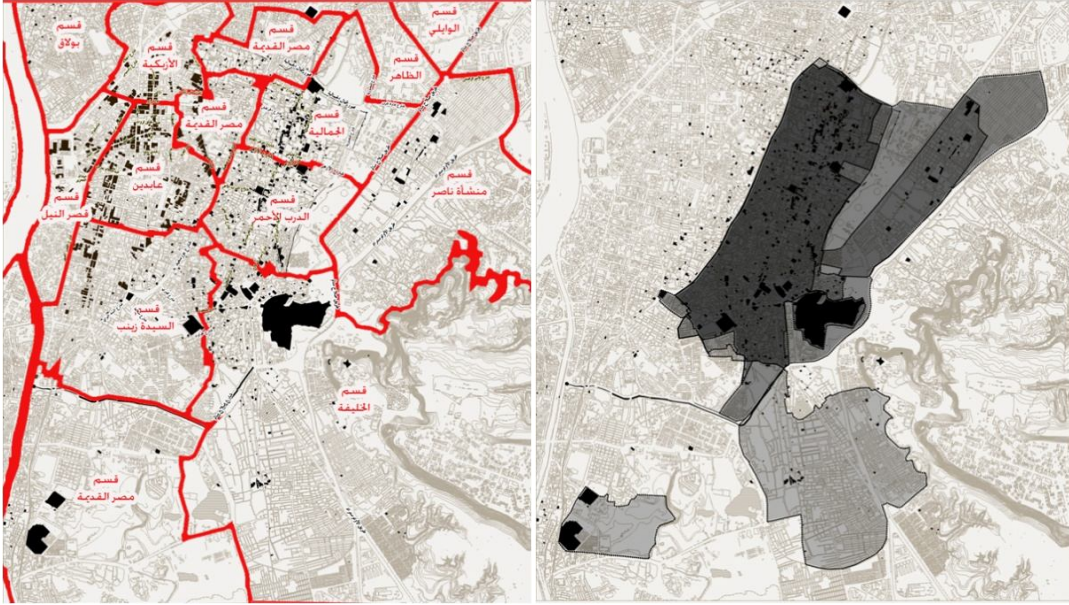 قسم
الوايلي
قسم
بولاق
قسم
مصر القديمة
قسم
الأزبكية
قسم
الظاهر
قسم
مصر القديمة
قسم
الجمالية
قسم
عابدين
قسم
منشأة ناصر
قسم
قصر النيل
قسم
الدرب الأحمر
قسم
السيدة زينب
قسم
الخليفة
قسم
مصر القديمة